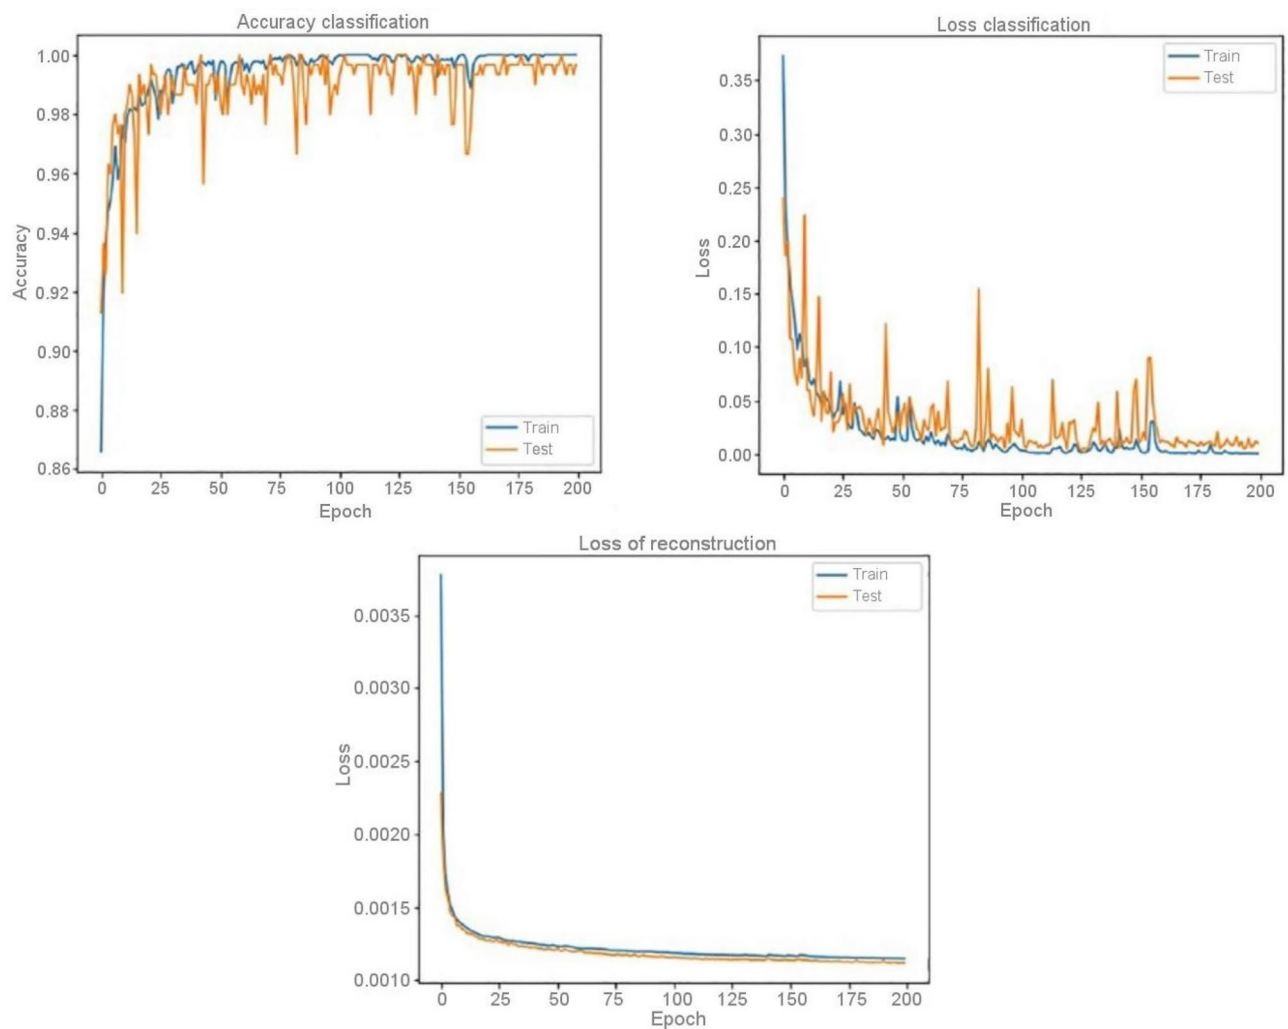 Accuracy classification
1.00
0.98
0.96
0.94
0.92
0.90
0.88
0.86
Accuracy
Train
Test
0 25 50 75 100 125 150 175 200
Epoch
Loss classification
0.35
0.30
0.25
0.20
0.15
0.10
0.05
0.00
Loss
Train
Test
0 25 50 75 100 125 150 175 200
Epoch
Loss of reconstruction
0.0035
0.0030
0.0025
0.0020
0.0015
0.0010
Loss
Train
Test
0 25 50 75 100 125 150 175 200
Epoch